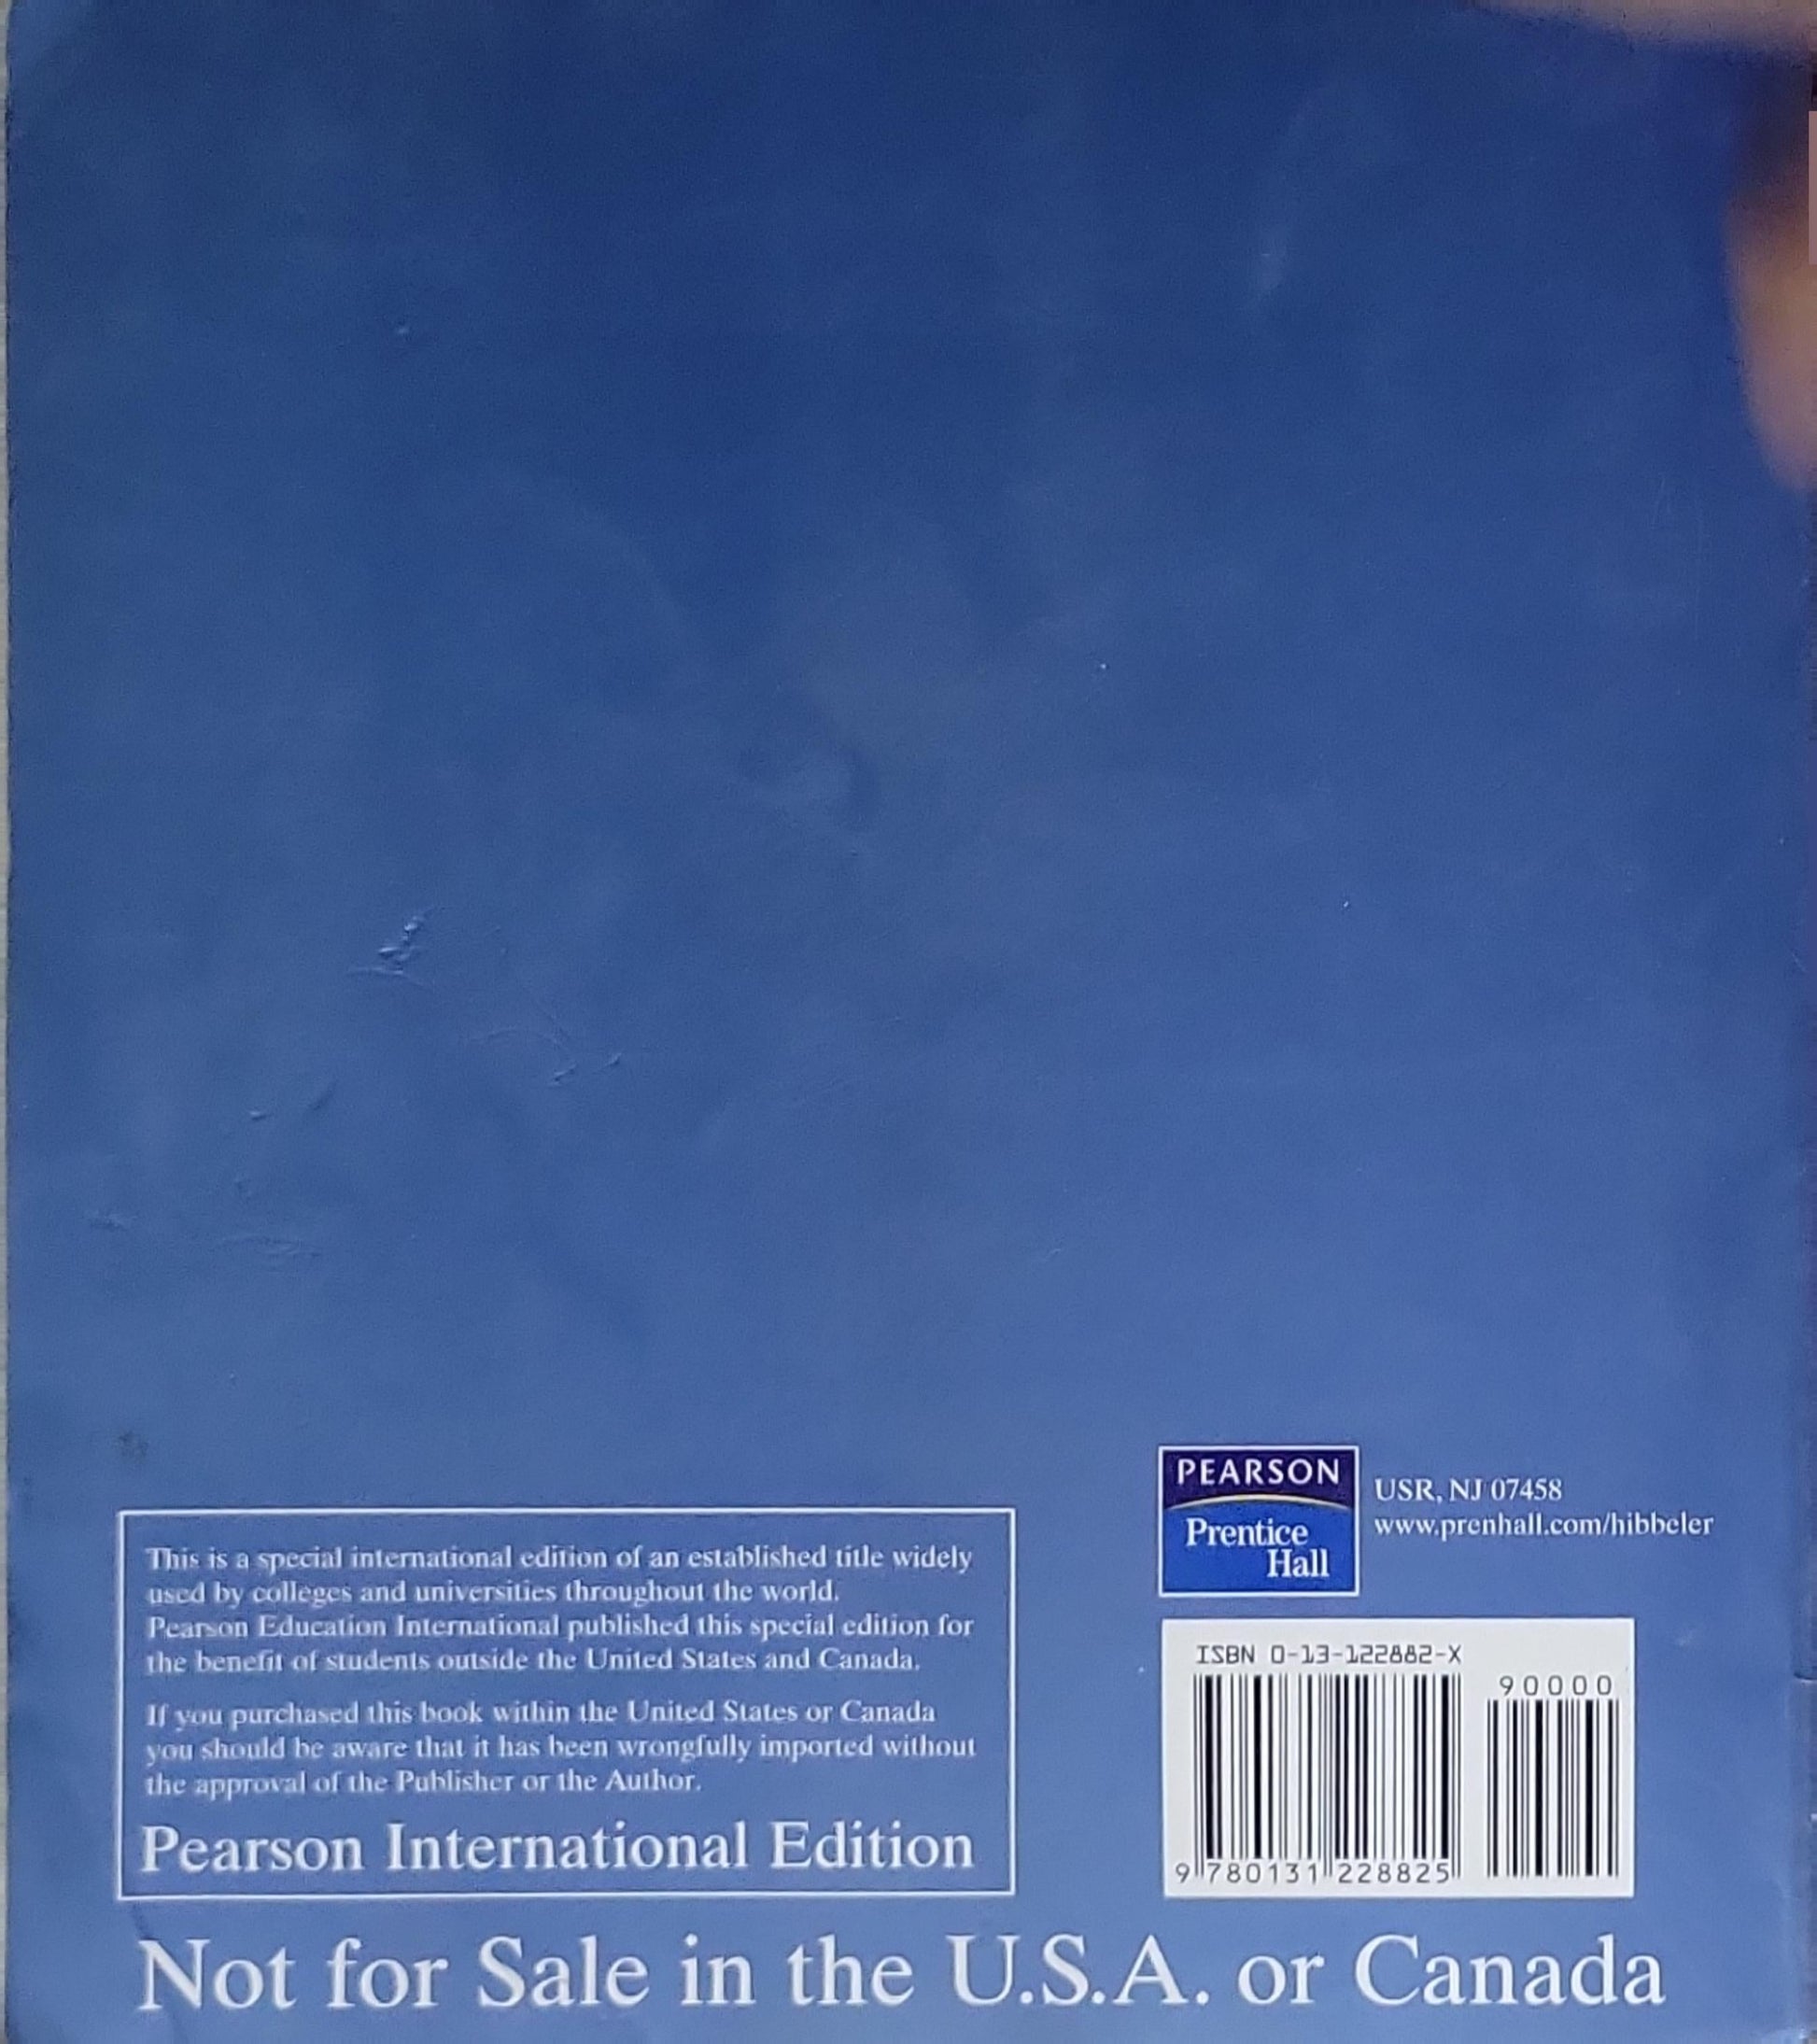 PEARSON
Prentice
Hall
USR, NJ 07458
www.prenhall.com/hibbeler
This is a special international edition of an established title widely
used by colleges and universities throughout the world.
Pearson Education International published this special edition for
the benefit of students outside the United States and Canada.
If you purchased this book within the United States or Canada
you should be aware that it has been wrongfully imported without
the approval of the Publisher or the Author.
Pearson International Edition
ISBN 0-13-122882-X
90000
9 780131 228825
Not for Sale in the U.S.A. or Canada